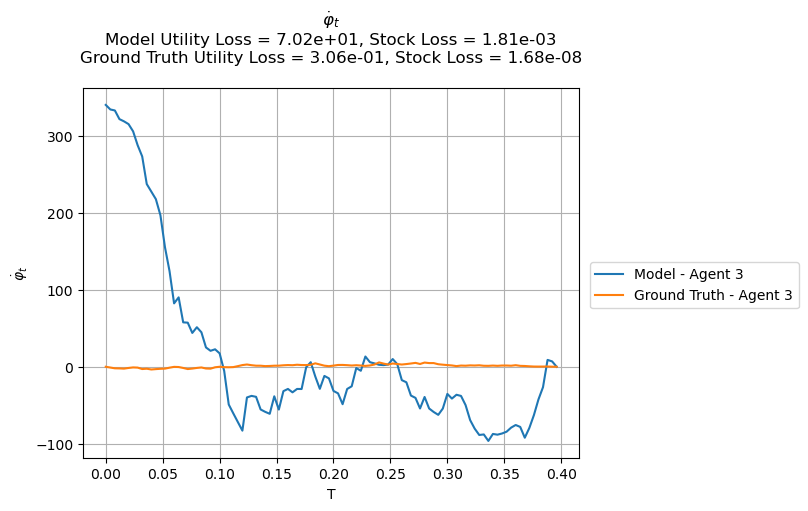 φ̇ₜ
Model Utility Loss = 7.02e+01, Stock Loss = 1.81e-03
Ground Truth Utility Loss = 3.06e-01, Stock Loss = 1.68e-08
300
200
100
0
−100
φ̇ₜ
0.00 0.05 0.10 0.15 0.20 0.25 0.30 0.35 0.40
T
Model - Agent 3
Ground Truth - Agent 3